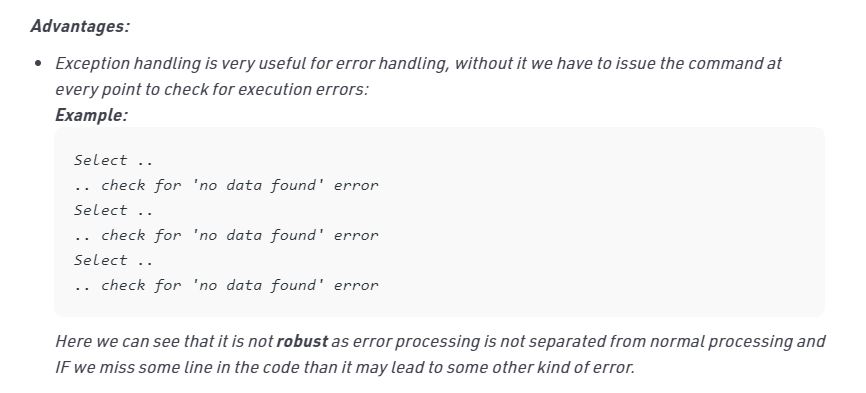 Advantages:
• Exception handling is very useful for error handling, without it we have to issue the command at
every point to check for execution errors:
Example:
Select ..
.. check for 'no data found' error
Select ..
.. check for 'no data found' error
Select ..
.. check for 'no data found' error
Here we can see that it is not robust as error processing is not separated from normal processing and
IF we miss some line in the code than it may lead to some other kind of error.